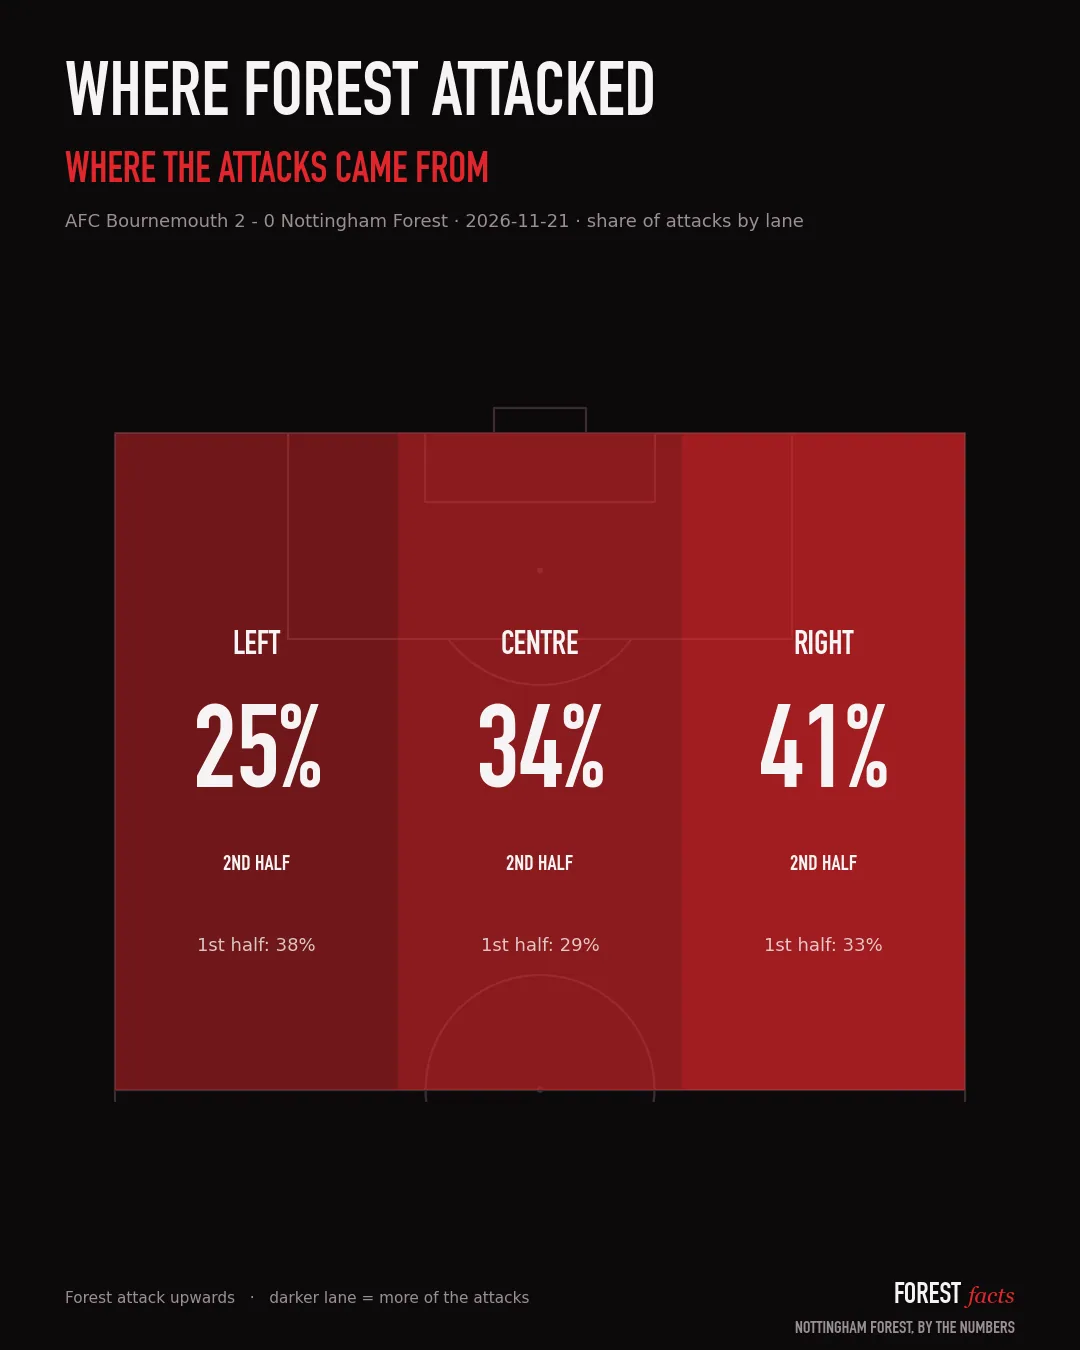 WHERE FOREST ATTACKED
WHERE THE ATTACKS CAME FROM
AFC Bournemouth 2 - 0 Nottingham Forest · 2026-11-21 · share of attacks by lane
LEFT CENTRE RIGHT
25% 34% 41%
2ND HALF 2ND HALF 2ND HALF
1st half: 38% 1st half: 29% 1st half: 33%
Forest attack upwards · darker lane = more of the attacks
FOREST facts
NOTTINGHAM FOREST, BY THE NUMBERS